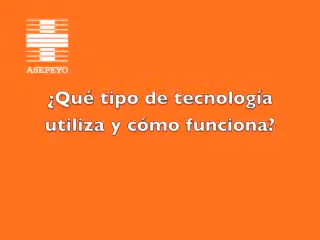 ASEPEYO
¿Qué tipo de tecnología
utiliza y cómo funciona?